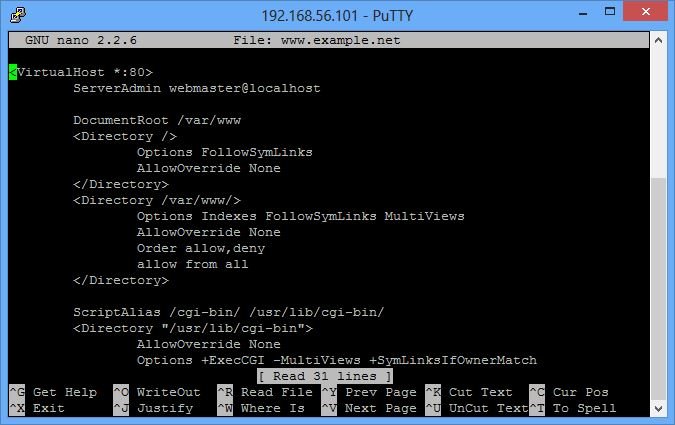 192.168.56.101 - PuTTY
GNU nano 2.2.6 File: www.example.net
<VirtualHost *:80>
ServerAdmin webmaster@localhost
DocumentRoot /var/www
<Directory />
Options FollowSymLinks
AllowOverride None
</Directory>
<Directory /var/www/>
Options Indexes FollowSymLinks MultiViews
AllowOverride None
Order allow,deny
allow from all
</Directory>
ScriptAlias /cgi-bin/ /usr/lib/cgi-bin/
<Directory "/usr/lib/cgi-bin">
AllowOverride None
Options +ExecCGI -MultiViews +SymLinksIfOwnerMatch
[ Read 31 lines ]
^G Get Help ^O WriteOut ^R Read File ^Y Prev Page ^K Cut Text ^C Cur Pos
^X Exit ^J Justify ^W Where Is ^V Next Page ^U UnCut Text^T To Spell